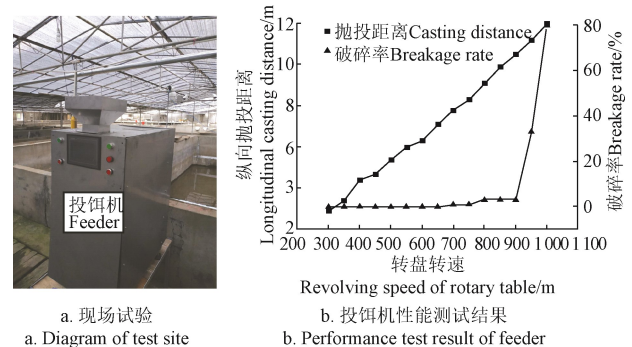 投饵机
Feeder
a. 现场试验
a. Diagram of test site
抛投距离Casting distance
破碎率Breakage rate
纵向抛投距离
Longitudinal casting distance/m
12
10
8
6
3
2
200 300 400 500 600 700 800 900 1 000 1 100
80
60
40
20
0
破碎率Breakage rate/%
转盘转速
Revolving speed of rotary table/m
b. 投饵机性能测试结果
b. Performance test result of feeder